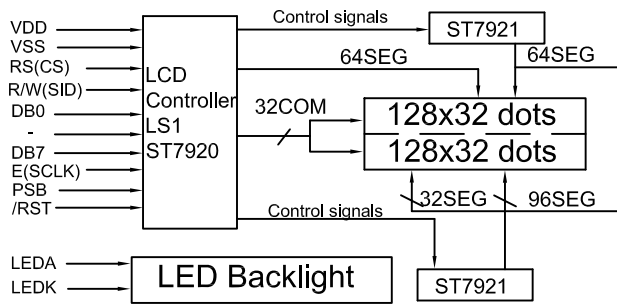 VDD
VSS
RS(CS)
R/W(SID)
DB0
-
DB7
E(SCLK)
PSB
/RST
LCD
Controller
LS1
ST7920
Control signals
ST7921
64SEG
64SEG
32COM
128x32 dots
128x32 dots
32SEG
96SEG
Control signals
ST7921
LEDA
LEDK
LED Backlight